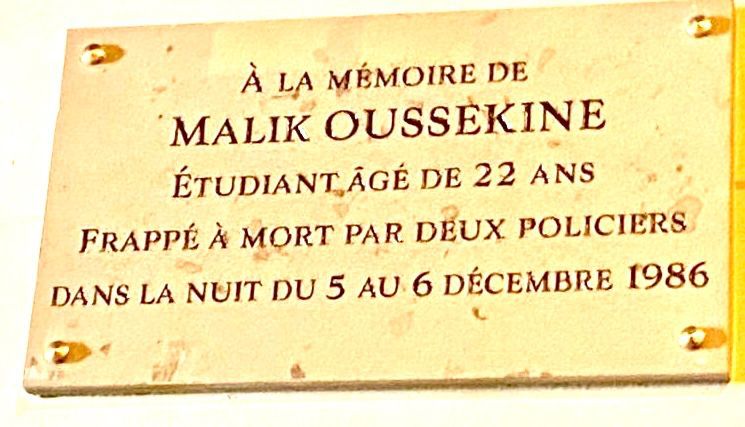 À LA MÉMOIRE DE
MALIK OUSSEKINE
ÉTUDIANT ÂGÉ DE 22 ANS
FRAPPÉ À MORT PAR DEUX POLICIERS
DANS LA NUIT DU 5 AU 6 DÉCEMBRE 1986